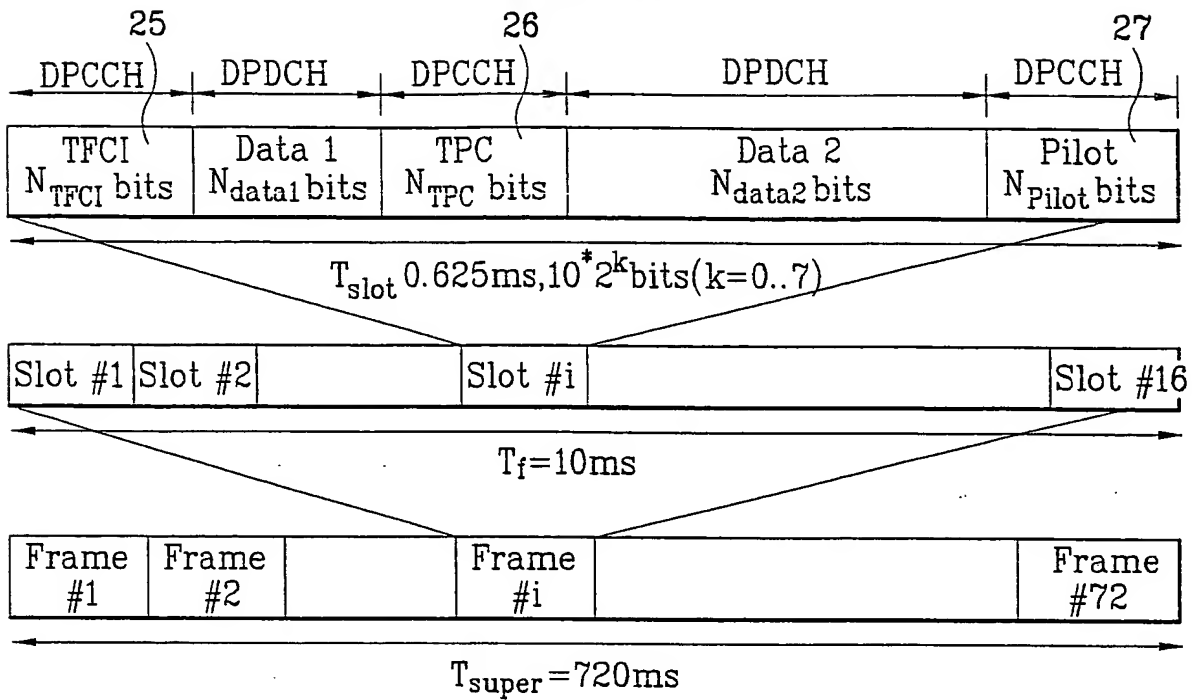 25 26 27
DPCCH DPDCH DPCCH DPDCH DPCCH
TFCI Data 1 TPC Data 2 Pilot
N_TFCI bits N_data1 bits N_TPC bits N_data2 bits N_Pilot bits
T_slot 0.625ms,10*2^k bits(k=0..7)
Slot #1 Slot #2 Slot #i Slot #16
T_f=10ms
Frame Frame Frame Frame
#1 #2 #i #72
T_super=720ms